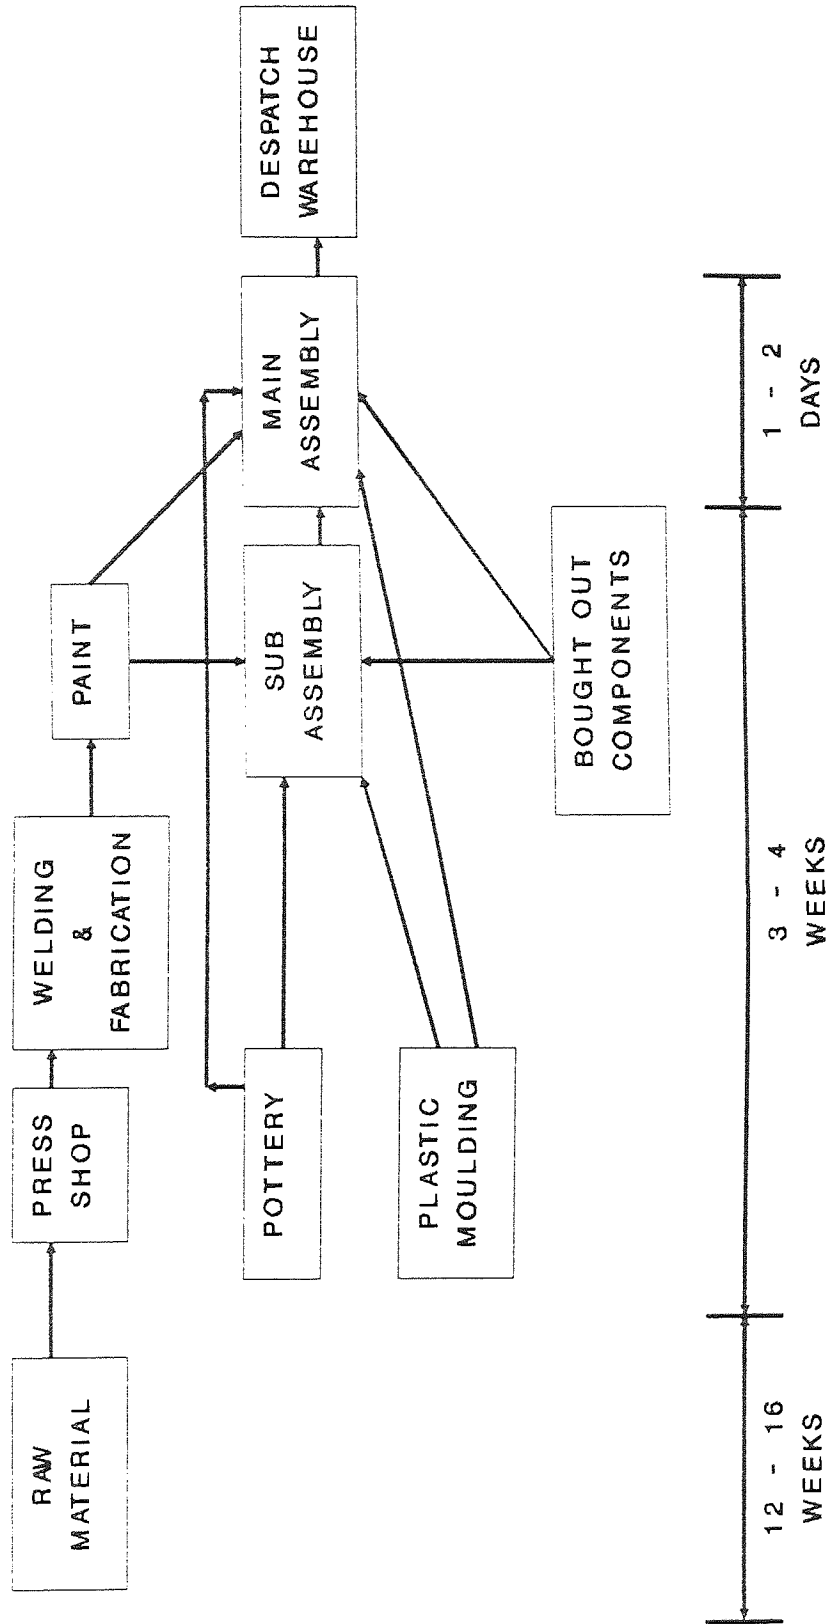 RAW
MATERIAL
PRESS
SHOP
WELDING
&
FABRICATION
PAINT
POTTERY
SUB
ASSEMBLY
MAIN
ASSEMBLY
DESPATCH
WAREHOUSE
PLASTIC
MOULDING
BOUGHT OUT
COMPONENTS
12 - 16
WEEKS
3 - 4
WEEKS
1 - 2
DAYS